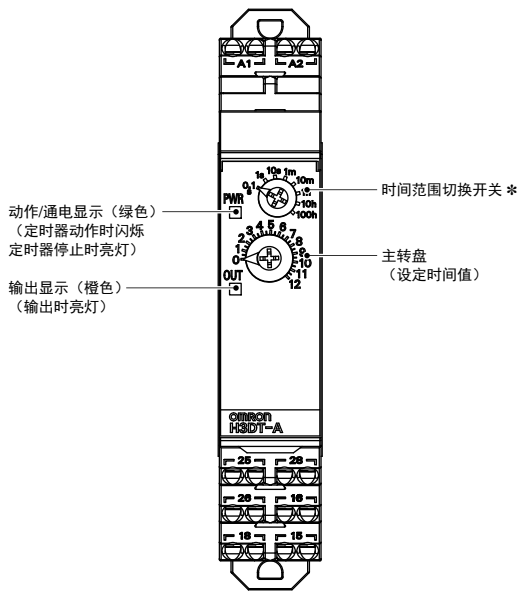 A1 A2
0.1s 1s 10s 1m 10m 1h 10h 100h
时间范围切换开关 *
PWR
动作/通电显示（绿色）
（定时器动作时闪烁
定时器停止时亮灯）
0 1 2 3 4 5 6 7 8 9 10 11 12
主转盘
（设定时间值）
OUT
输出显示（橙色）
（输出时亮灯）
OMRON
H3DT-A
25 28
26 16
18 15